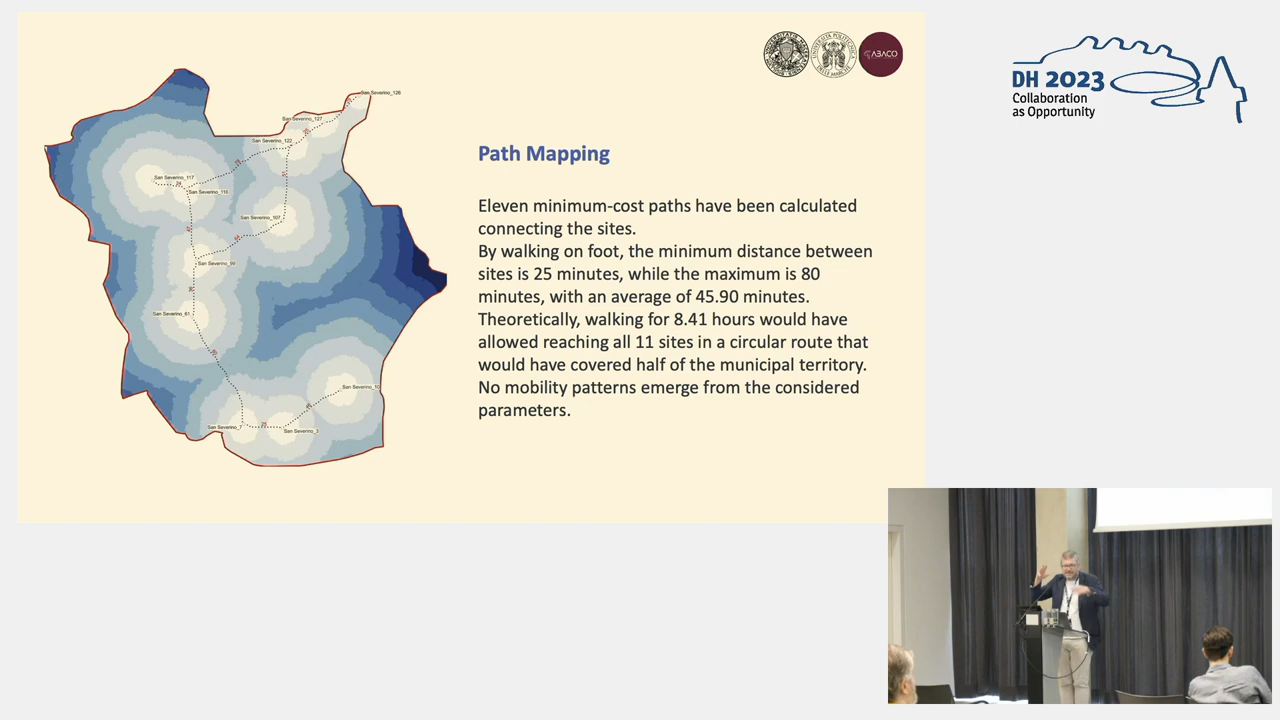 DH 2023
Collaboration
as Opportunity
ABACO
Path Mapping
Eleven minimum-cost paths have been calculated
connecting the sites.
By walking on foot, the minimum distance between
sites is 25 minutes, while the maximum is 80
minutes, with an average of 45.90 minutes.
Theoretically, walking for 8.41 hours would have
allowed reaching all 11 sites in a circular route that
would have covered half of the municipal territory.
No mobility patterns emerge from the considered
parameters.
San Severino_126
San Severino_127
San Severino_122
San Severino_117
San Severino_116
San Severino_107
San Severino_99
San Severino_61
San Severino_10
San Severino_7
San Severino_3